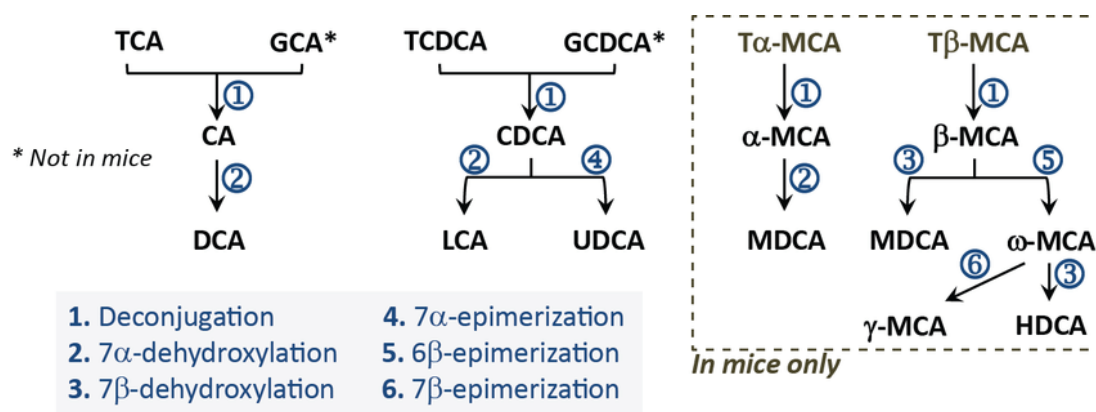 TCA GCA* TCDCA GCDCA* Tα-MCA Tβ-MCA
① ① ① ①
CA CDCA α-MCA β-MCA
* Not in mice
② ② ④ ② ③ ⑤
DCA LCA UDCA MDCA MDCA ω-MCA
⑥ ③
γ-MCA HDCA
In mice only
1. Deconjugation
2. 7α-dehydroxylation
3. 7β-dehydroxylation
4. 7α-epimerization
5. 6β-epimerization
6. 7β-epimerization